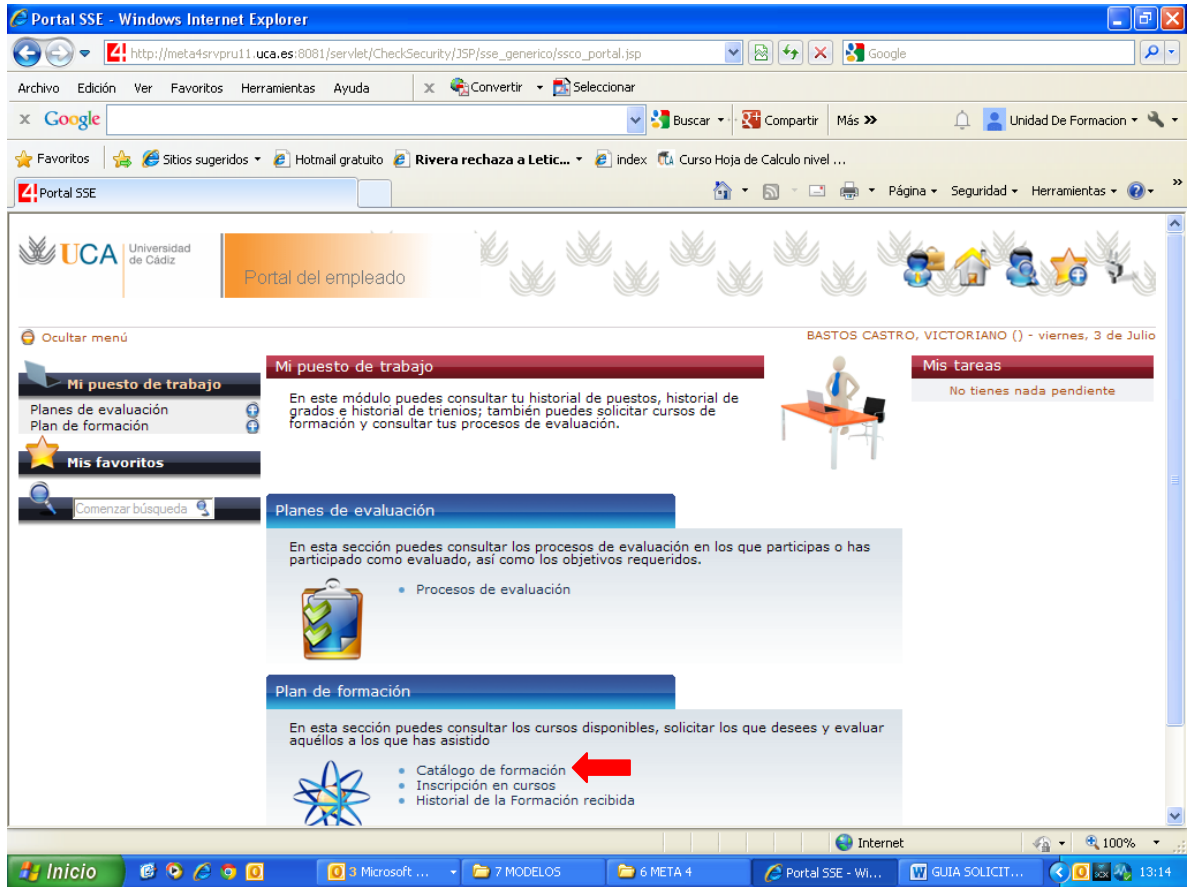 Portal SSE - Windows Internet Explorer
http://meta4srvpru11.uca.es:8081/servlet/CheckSecurity/JSP/sse_generico/ssco_portal.jsp
Google
Archivo Edición Ver Favoritos Herramientas Ayuda x Convertir Seleccionar
x Google Buscar Compartir Más Unidad De Formacion
Favoritos Sitios sugeridos Hotmail gratuito Rivera rechaza a Letic... index Curso Hoja de Calculo nivel ...
Portal SSE
Página Seguridad Herramientas
UCA Universidad de Cádiz
Portal del empleado
Ocultar menú
BASTOS CASTRO, VICTORIANO () - viernes, 3 de Julio
Mi puesto de trabajo
Planes de evaluación
Plan de formación
Mis favoritos
Comenzar búsqueda
Mi puesto de trabajo
En este módulo puedes consultar tu historial de puestos, historial de
grados e historial de trienios; también puedes solicitar cursos de
formación y consultar tus procesos de evaluación.
Mis tareas
No tienes nada pendiente
Planes de evaluación
En esta sección puedes consultar los procesos de evaluación en los que participas o has
participado como evaluado, así como los objetivos requeridos.
Procesos de evaluación
Plan de formación
En esta sección puedes consultar los cursos disponibles, solicitar los que desees y evaluar
aquéllos a los que has asistido
Catálogo de formación
Inscripción en cursos
Historial de la Formación recibida
Internet
100%
Inicio 3 Microsoft ... 7 MODELOS 6 META 4 Portal SSE - Wi... GUIA SOLICIT... 13:14